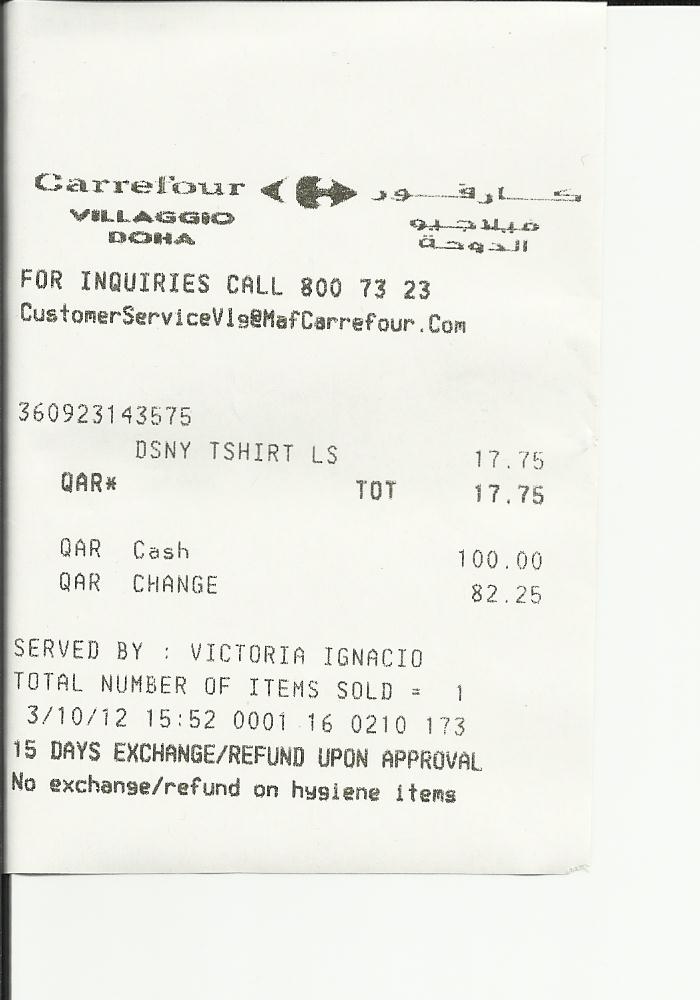 Carrefour كارفور
VILLAGGIO فيلاجيو
DOHA الدوحة
FOR INQUIRIES CALL 800 73 23
CustomerServiceVlg@MafCarrefour.Com
360923143575
DSNY TSHIRT LS 17.75
QAR* TOT 17.75
QAR Cash 100.00
QAR CHANGE 82.25
SERVED BY : VICTORIA IGNACIO
TOTAL NUMBER OF ITEMS SOLD = 1
3/10/12 15:52 0001 16 0210 173
15 DAYS EXCHANGE/REFUND UPON APPROVAL
No exchange/refund on hygiene items